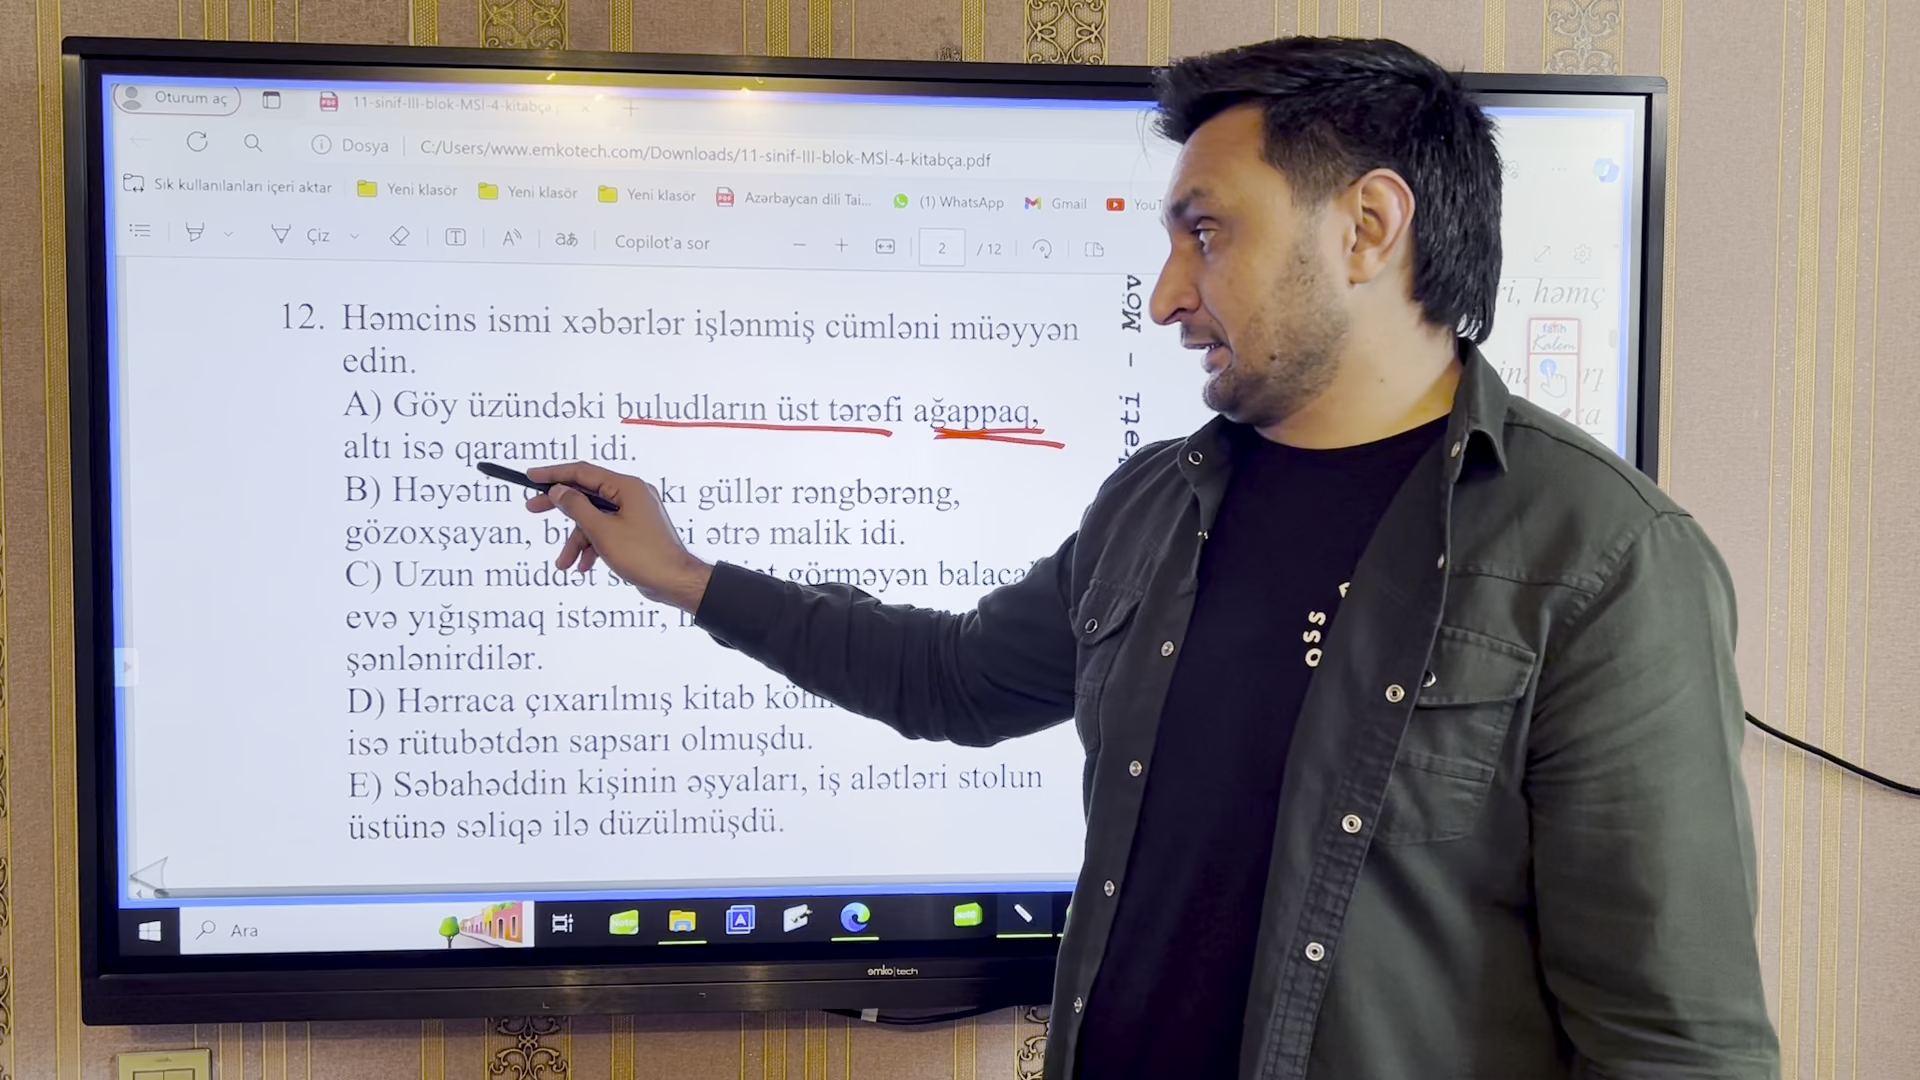 Oturum aç
11-sinif-III-blok-MSİ-4-kitabça
Dosya
C:/Users/www.emkotech.com/Downloads/11-sinif-III-blok-MSİ-4-kitabça.pdf
Sık kullanılanları içeri aktar
Yeni klasör
Yeni klasör
Yeni klasör
Azərbaycan dili Tai...
(1) WhatsApp
Gmail
Çiz
Copilot'a sor
2
/ 12
12. Həmcins ismi xəbərlər işlənmiş cümləni müəyyən
edin.
A) Göy üzündəki buludların üst tərəfi ağappaq,
altı isə qaramtıl idi.
B) Həyətin güllər rəngbərəng,
gözoxşayan, ətrə malik idi.
C) Uzun müddət görməyən
evə yığışmaq istəmir,
şənlənirdilər.
D) Hərraca çıxarılmış kitab
isə rütubətdən sapsarı olmuşdu.
E) Səbahəddin kişinin əşyaları, iş alətləri stolun
üstünə səliqə ilə düzülmüşdü.
fatih
Kalem
Ara
emko|tech